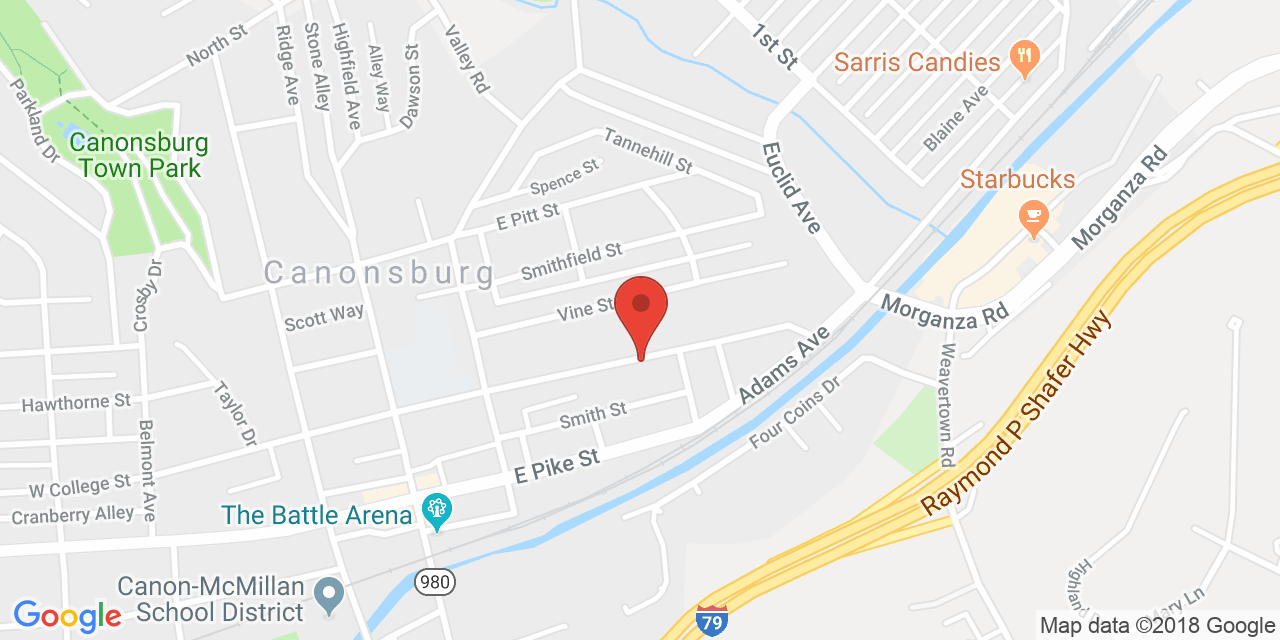 North St
Ridge Ave
Stone Alley
Highfield Ave
Alley Way
Dawson St
Valley Rd
1st St
Sarris Candies
Blaine Ave
Parkland Dr
Canonsburg
Town Park
Tannehill St
Spence St
Euclid Ave
Starbucks
Morganza Rd
E Pitt St
Smithfield St
Canonsburg
Crosby Dr
Scott Way
Vine St
Morganza Rd
Adams Ave
Weavertown Rd
Raymond P Shafer Hwy
Hawthorne St
Taylor Dr
Belmont Ave
Smith St
Four Coins Dr
E Pike St
W College St
Cranberry Alley
The Battle Arena
980
Canon-McMillan
School District
Highland
Mary Ln
79
Google
Map data ©2018 Google